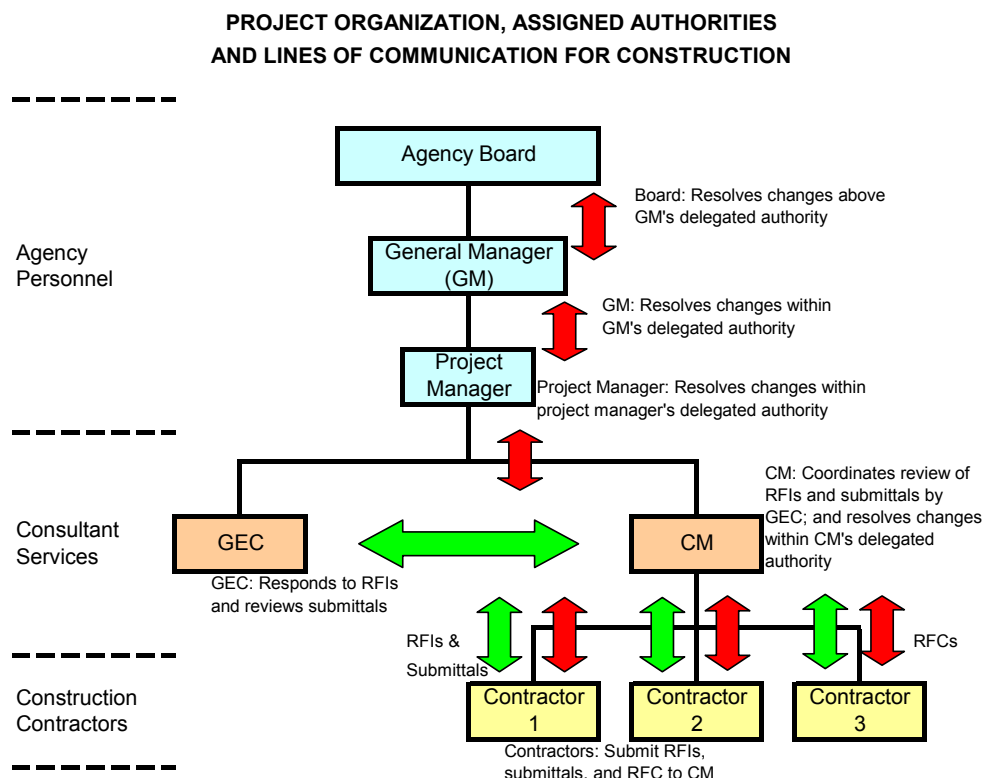 PROJECT ORGANIZATION, ASSIGNED AUTHORITIES
AND LINES OF COMMUNICATION FOR CONSTRUCTION
Agency Board
Board: Resolves changes above
GM's delegated authority
Agency
Personnel
General Manager
(GM)
GM: Resolves changes within
GM's delegated authority
Project
Manager
Project Manager: Resolves changes within
project manager's delegated authority
Consultant
Services
GEC
GEC: Responds to RFIs
and reviews submittals
CM
CM: Coordinates review of
RFIs and submittals by
GEC; and resolves changes
within CM's delegated
authority
RFIs &
Submittals
RFCs
Construction
Contractors
Contractor
1
Contractor
2
Contractor
3
Contractors: Submit RFIs,
submittals, and RFC to CM